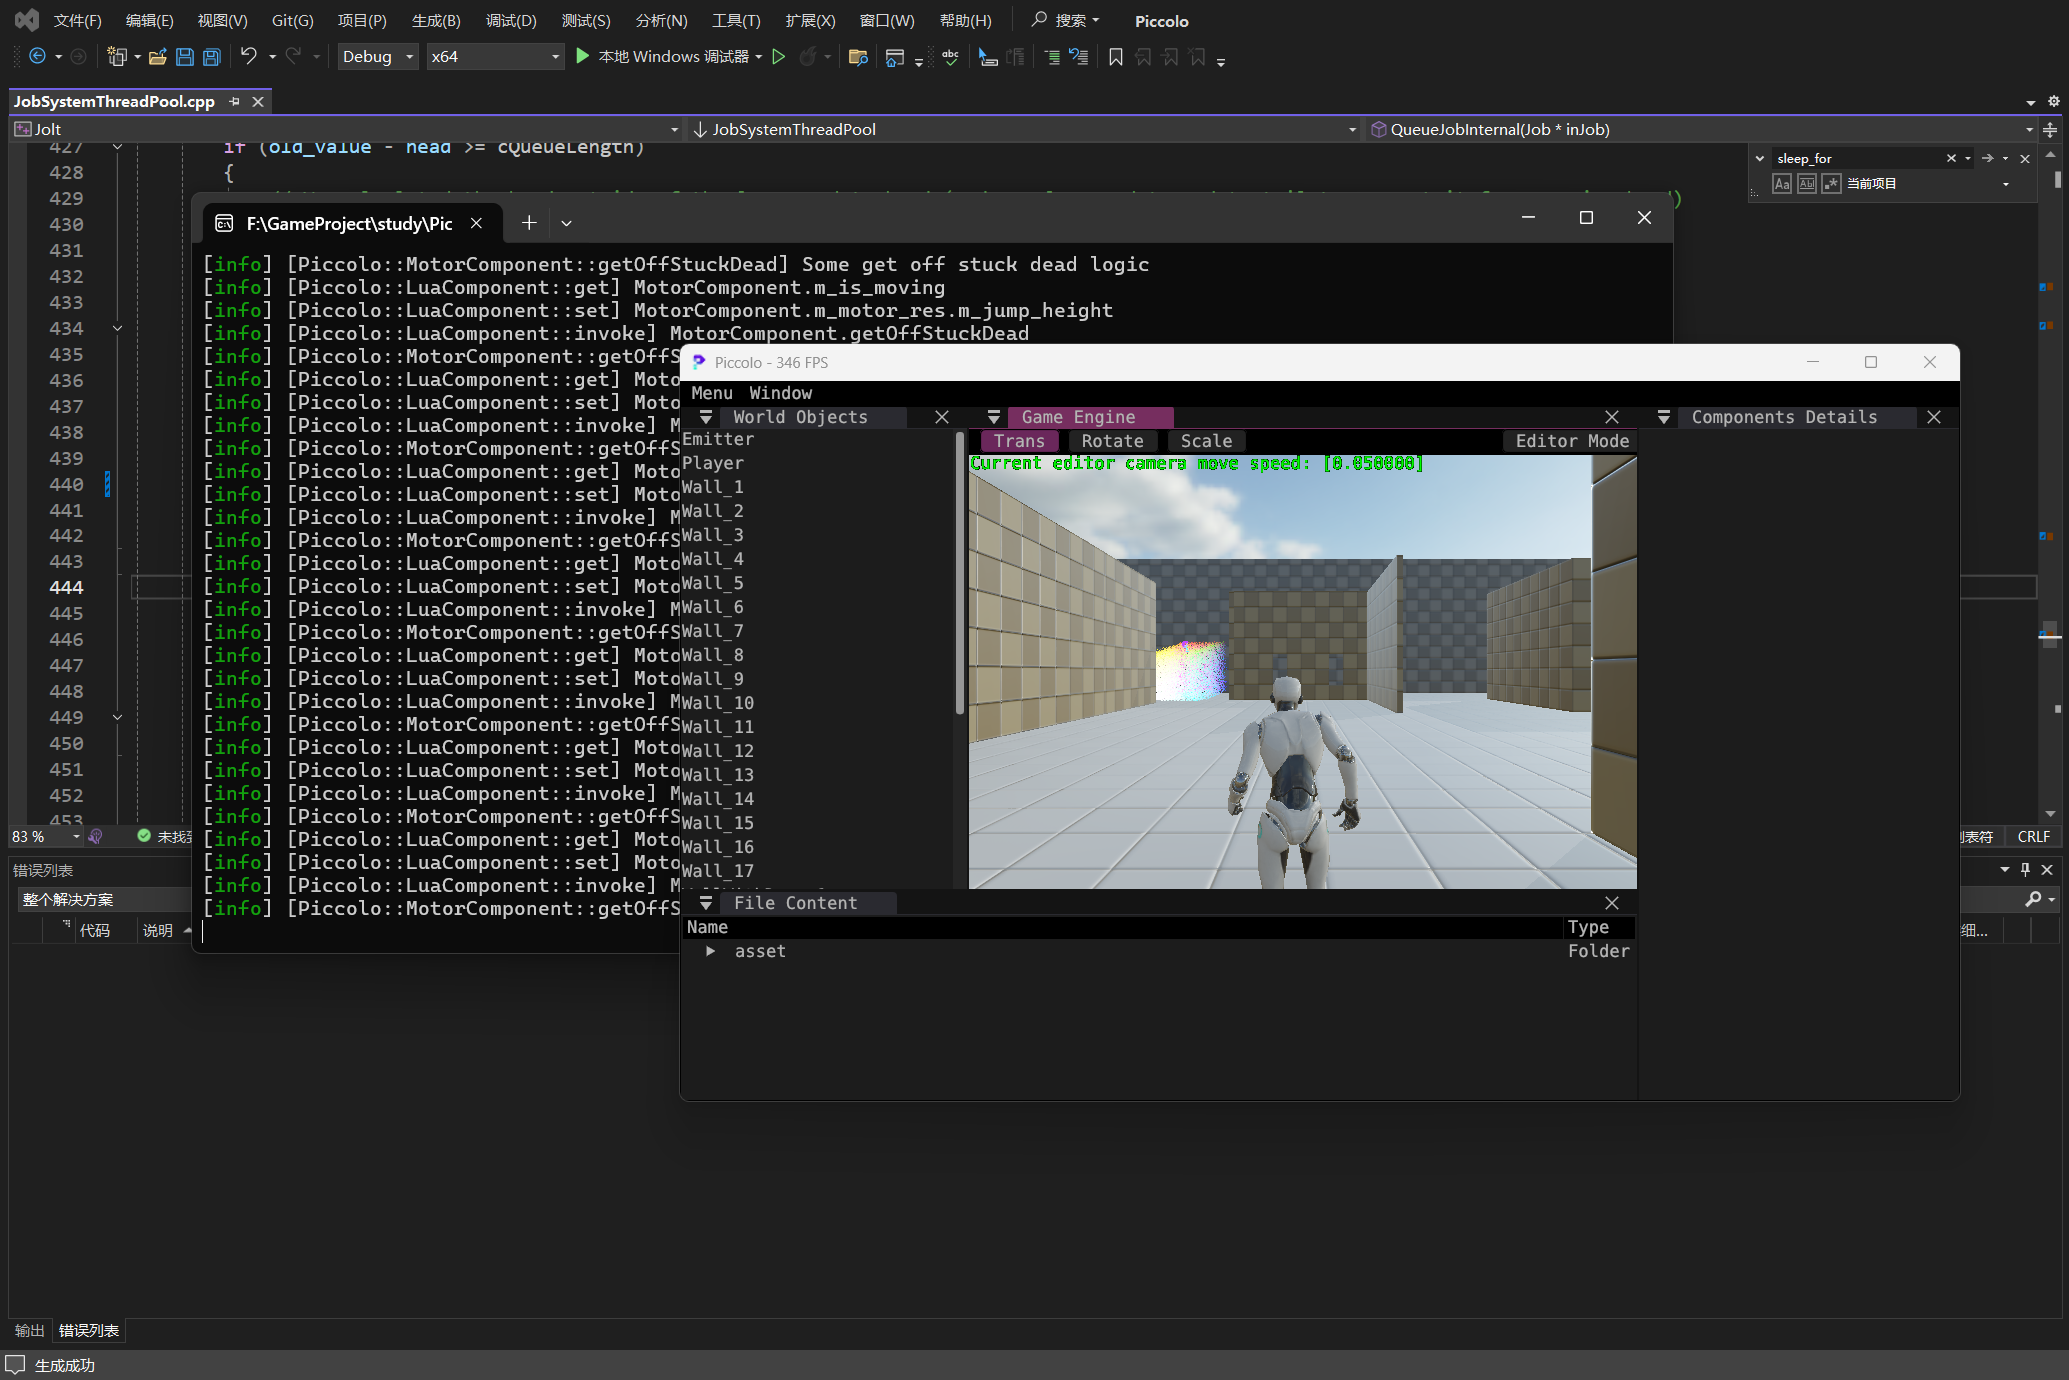 文件(F) 编辑(E) 视图(V) Git(G) 项目(P) 生成(B) 调试(D) 测试(S) 分析(N) 工具(T) 扩展(X) 窗口(W) 帮助(H) 搜索 Piccolo
Debug x64 本地 Windows 调试器
JobSystemThreadPool.cpp
Jolt JobSystemThreadPool QueueJobInternal(Job * inJob)
427 if (old_value - head >= cQueueLength)
428 {
429
430
431
432
433
434
435
436
437
438
439
440
441
442
443
444
445
446
447
448
449
450
451
452
453
sleep_for
Aa Abl .* 当前项目
F:\GameProject\study\Pic
[info] [Piccolo::MotorComponent::getOffStuckDead] Some get off stuck dead logic
[info] [Piccolo::LuaComponent::get] MotorComponent.m_is_moving
[info] [Piccolo::LuaComponent::set] MotorComponent.m_motor_res.m_jump_height
[info] [Piccolo::LuaComponent::invoke] MotorComponent.getOffStuckDead
[info] [Piccolo::MotorComponent::getOffS
[info] [Piccolo::LuaComponent::get] Moto
[info] [Piccolo::LuaComponent::set] Moto
[info] [Piccolo::LuaComponent::invoke] M
[info] [Piccolo::MotorComponent::getOffS
[info] [Piccolo::LuaComponent::get] Moto
[info] [Piccolo::LuaComponent::set] Moto
[info] [Piccolo::LuaComponent::invoke] M
[info] [Piccolo::MotorComponent::getOffS
[info] [Piccolo::LuaComponent::get] Moto
[info] [Piccolo::LuaComponent::set] Moto
[info] [Piccolo::LuaComponent::invoke] M
[info] [Piccolo::MotorComponent::getOffS
[info] [Piccolo::LuaComponent::get] Moto
[info] [Piccolo::LuaComponent::set] Moto
[info] [Piccolo::LuaComponent::invoke] M
[info] [Piccolo::MotorComponent::getOffS
[info] [Piccolo::LuaComponent::get] Moto
[info] [Piccolo::LuaComponent::set] Moto
[info] [Piccolo::LuaComponent::invoke] M
[info] [Piccolo::MotorComponent::getOffS
[info] [Piccolo::LuaComponent::get] Moto
[info] [Piccolo::LuaComponent::set] Moto
[info] [Piccolo::LuaComponent::invoke] M
[info] [Piccolo::MotorComponent::getOffS
Piccolo - 346 FPS
Menu Window
World Objects
Emitter
Player
Wall_1
Wall_2
Wall_3
Wall_4
Wall_5
Wall_6
Wall_7
Wall_8
Wall_9
Wall_10
Wall_11
Wall_12
Wall_13
Wall_14
Wall_15
Wall_16
Wall_17
Game Engine
Trans Rotate Scale Editor Mode
Current editor camera move speed: [0.050000]
Components Details
File Content
Name Type
asset Folder
83 % 未找到 制表符 CRLF
错误列表
整个解决方案
代码 说明 细...
输出 错误列表
生成成功